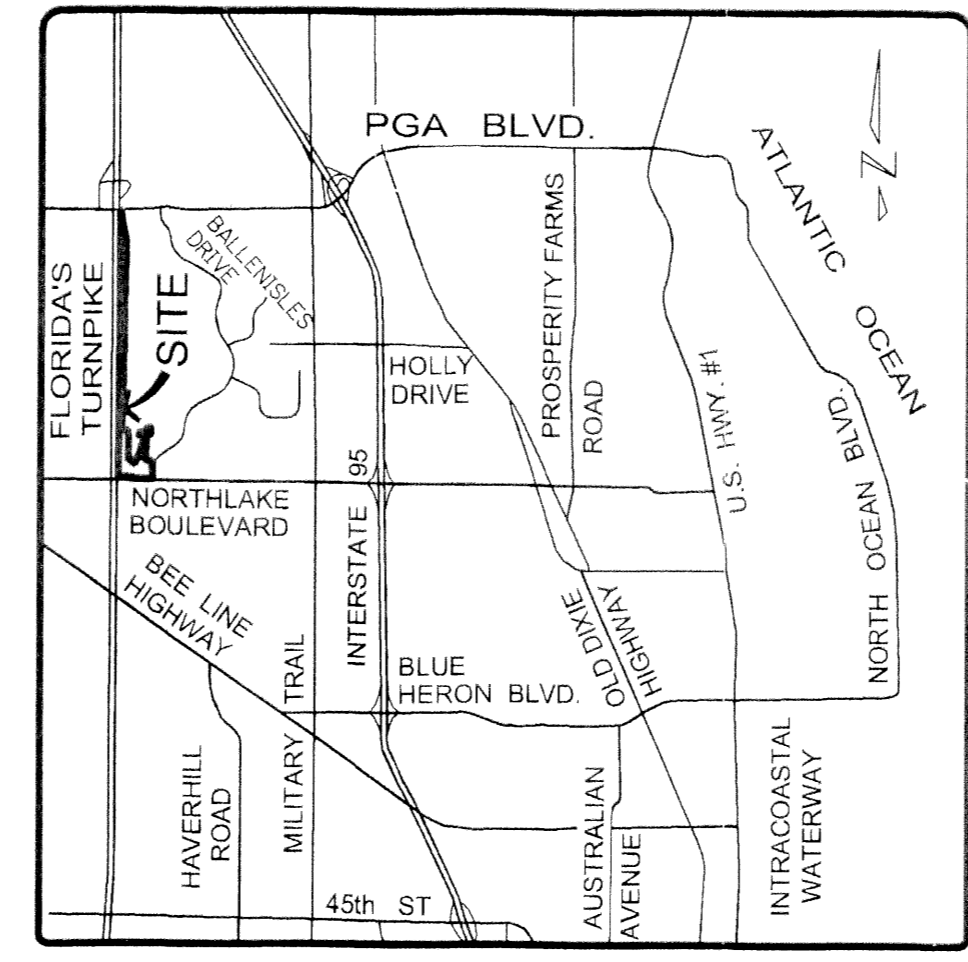 PGA BLVD.
ATLANTIC OCEAN
N
BALLENISLES
DRIVE
PROSPERITY FARMS
ROAD
FLORIDA'S
TURNPIKE
SITE
HOLLY
DRIVE
U.S. HWY. #1
NORTH OCEAN BLVD.
NORTHLAKE
BOULEVARD
INTERSTATE 95
BEE LINE
HIGHWAY
OLD DIXIE
HIGHWAY
BLUE
HERON BLVD.
MILITARY TRAIL
HAVERHILL
ROAD
AUSTRALIAN
AVENUE
INTRACOASTAL
WATERWAY
45th ST